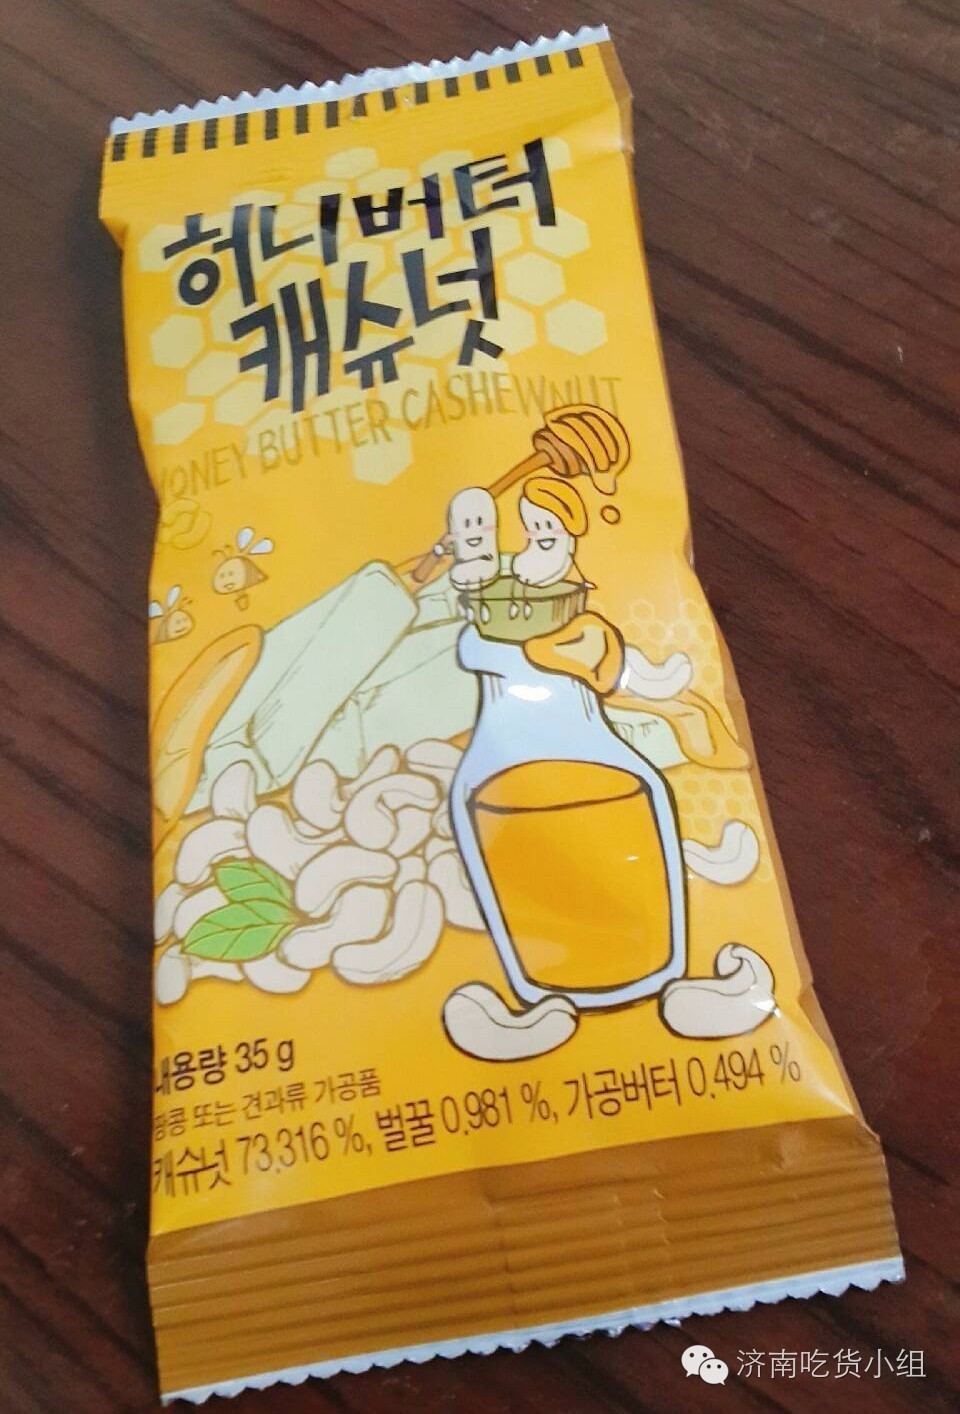 허니버터
캐슈넛
HONEY BUTTER CASHEWNUT
내용량 35 g
땅콩 또는 견과류 가공품
캐슈넛 73.316 %, 벌꿀 0.981 %, 가공버터 0.494 %
济南吃货小组